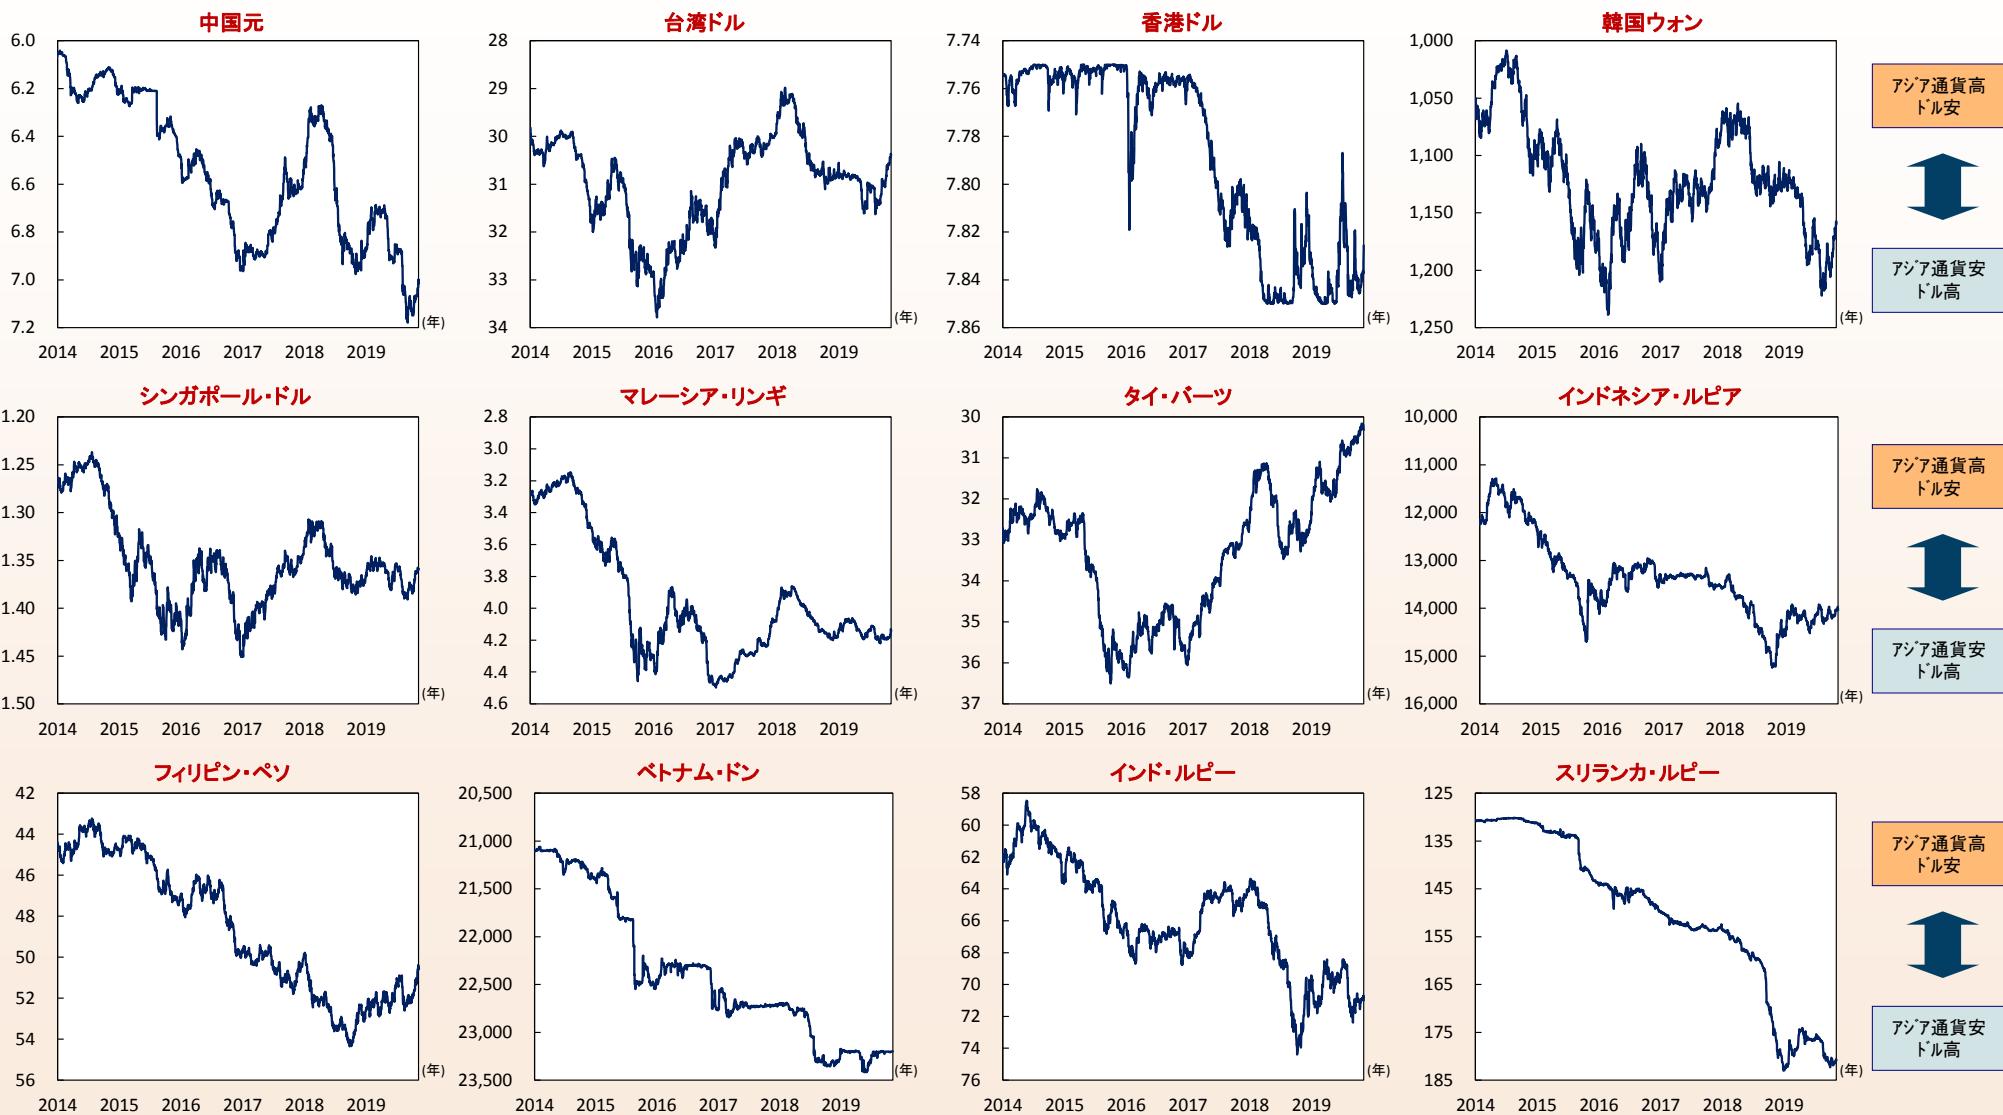 中国元
台湾ドル
香港ドル
韓国ウォン
6.0
6.2
6.4
6.6
6.8
7.0
7.2
(年)
2014 2015 2016 2017 2018 2019
28
29
30
31
32
33
34
(年)
2014 2015 2016 2017 2018 2019
7.74
7.76
7.78
7.80
7.82
7.84
7.86
(年)
2014 2015 2016 2017 2018 2019
1,000
1,050
1,100
1,150
1,200
1,250
(年)
2014 2015 2016 2017 2018 2019
アジア通貨高
ドル安
アジア通貨安
ドル高
シンガポール・ドル
マレーシア・リンギ
タイ・バーツ
インドネシア・ルピア
1.20
1.25
1.30
1.35
1.40
1.45
1.50
(年)
2014 2015 2016 2017 2018 2019
2.8
3.0
3.2
3.4
3.6
3.8
4.0
4.2
4.4
4.6
(年)
2014 2015 2016 2017 2018 2019
30
31
32
33
34
35
36
37
(年)
2014 2015 2016 2017 2018 2019
10,000
11,000
12,000
13,000
14,000
15,000
16,000
(年)
2014 2015 2016 2017 2018 2019
アジア通貨高
ドル安
アジア通貨安
ドル高
フィリピン・ペソ
ベトナム・ドン
インド・ルピー
スリランカ・ルピー
42
44
46
48
50
52
54
56
(年)
2014 2015 2016 2017 2018 2019
20,500
21,000
21,500
22,000
22,500
23,000
23,500
(年)
2014 2015 2016 2017 2018 2019
58
60
62
64
66
68
70
72
74
76
(年)
2014 2015 2016 2017 2018 2019
125
135
145
155
165
175
185
(年)
2014 2015 2016 2017 2018 2019
アジア通貨高
ドル安
アジア通貨安
ドル高